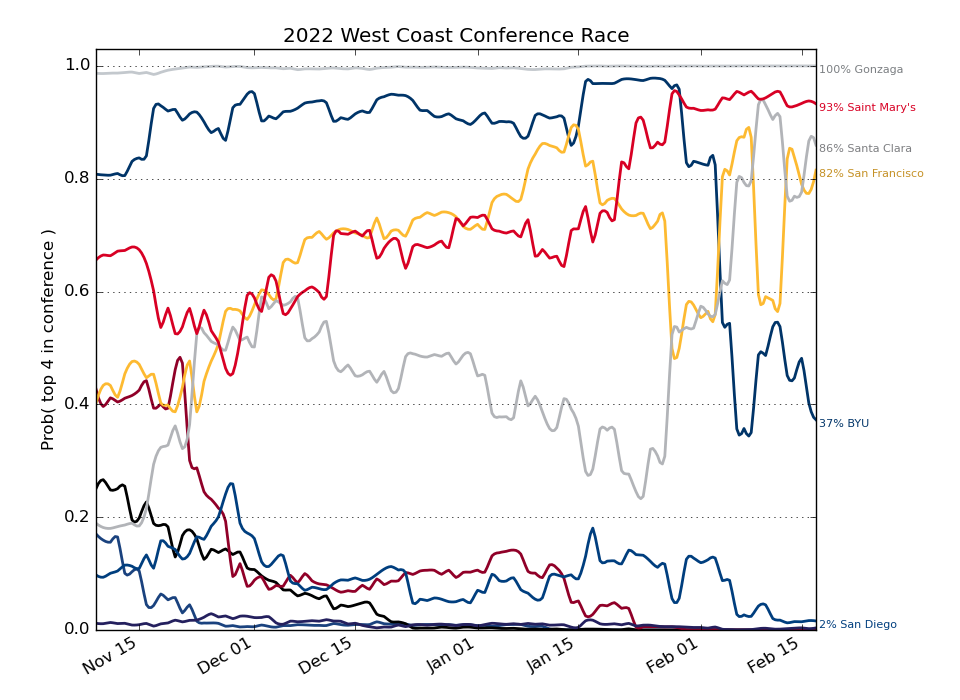 2022 West Coast Conference Race
Prob( top 4 in conference )
1.0
0.8
0.6
0.4
0.2
0.0
Nov 15
Dec 01
Dec 15
Jan 01
Jan 15
Feb 01
Feb 15
100% Gonzaga
93% Saint Mary's
86% Santa Clara
82% San Francisco
37% BYU
2% San Diego